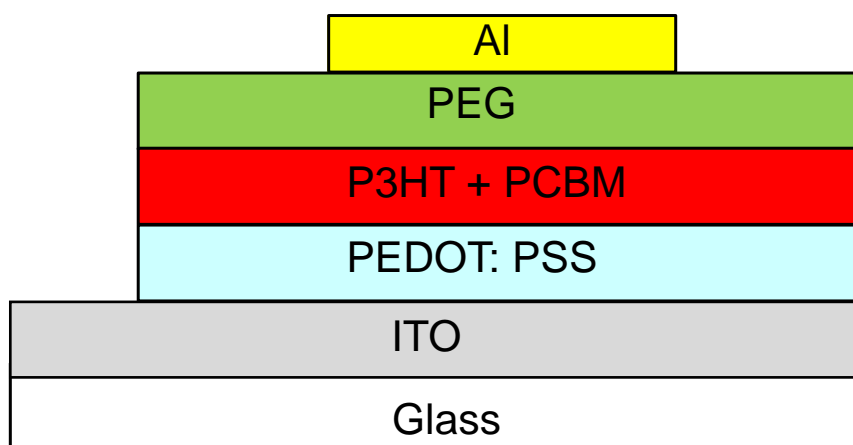 Al
PEG
P3HT + PCBM
PEDOT: PSS
ITO
Glass